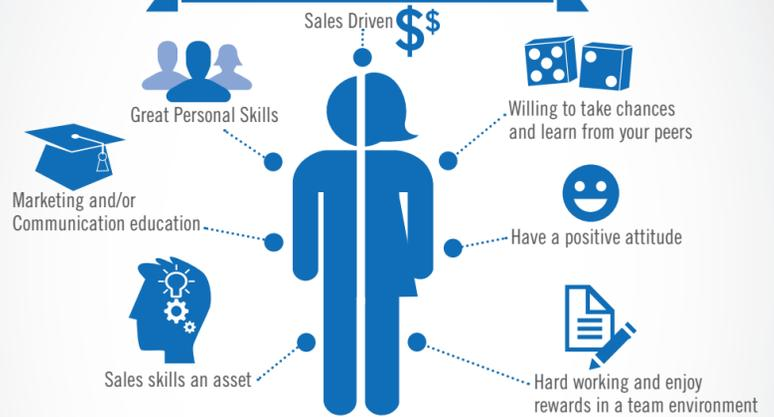 Sales Driven $$
Great Personal Skills
Willing to take chances
and learn from your peers
Marketing and/or
Communication education
Have a positive attitude
Sales skills an asset
Hard working and enjoy
rewards in a team environment